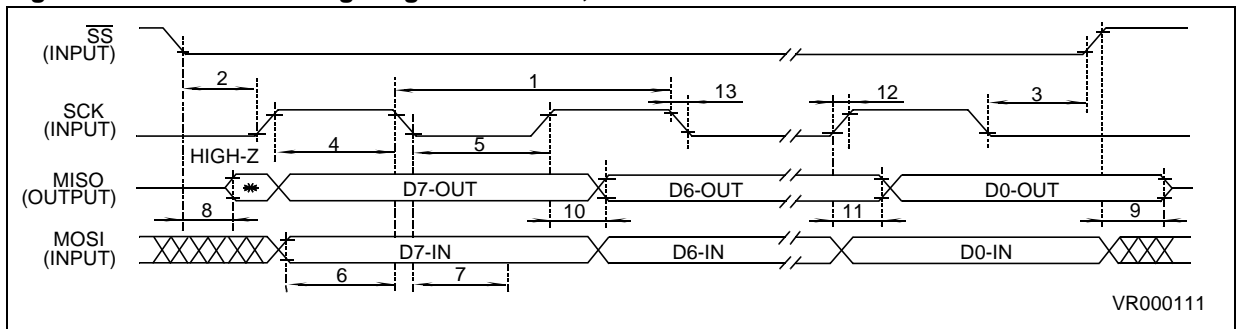 SS
(INPUT)
2
1
13
12
3
SCK
(INPUT)
4
5
HIGH-Z
MISO
(OUTPUT)
D7-OUT
D6-OUT
D0-OUT
8
10
11
9
MOSI
(INPUT)
D7-IN
D6-IN
D0-IN
6
7
VR000111